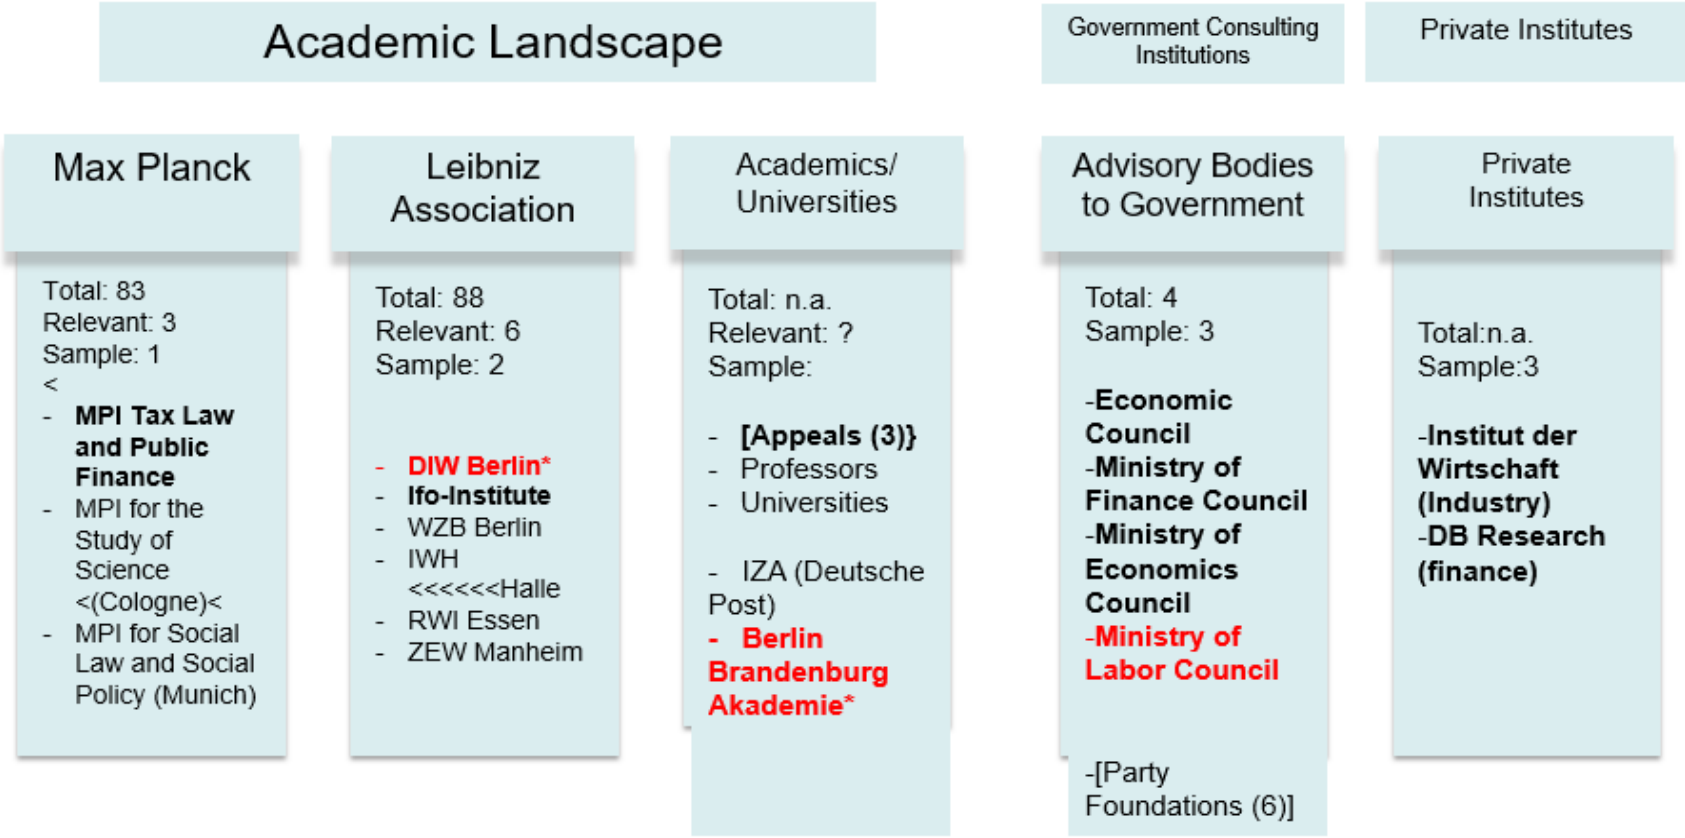 Academic Landscape
Government Consulting
Institutions
Private Institutes
Max Planck
Total: 83
Relevant: 3
Sample: 1
<
- MPI Tax Law
and Public
Finance
- MPI for the
Study of
Science
<(Cologne)<
- MPI for Social
Law and Social
Policy (Munich)
Leibniz
Association
Total: 88
Relevant: 6
Sample: 2
- DIW Berlin*
- Ifo-Institute
- WZB Berlin
- IWH
<<<<<<Halle
- RWI Essen
- ZEW Manheim
Academics/
Universities
Total: n.a.
Relevant: ?
Sample:
- [Appeals (3)}
- Professors
- Universities
- IZA (Deutsche
Post)
- Berlin
Brandenburg
Akademie*
Advisory Bodies
to Government
Total: 4
Sample: 3
-Economic
Council
-Ministry of
Finance Council
-Ministry of
Economics
Council
-Ministry of
Labor Council
-[Party
Foundations (6)]
Private
Institutes
Total:n.a.
Sample:3
-Institut der
Wirtschaft
(Industry)
-DB Research
(finance)